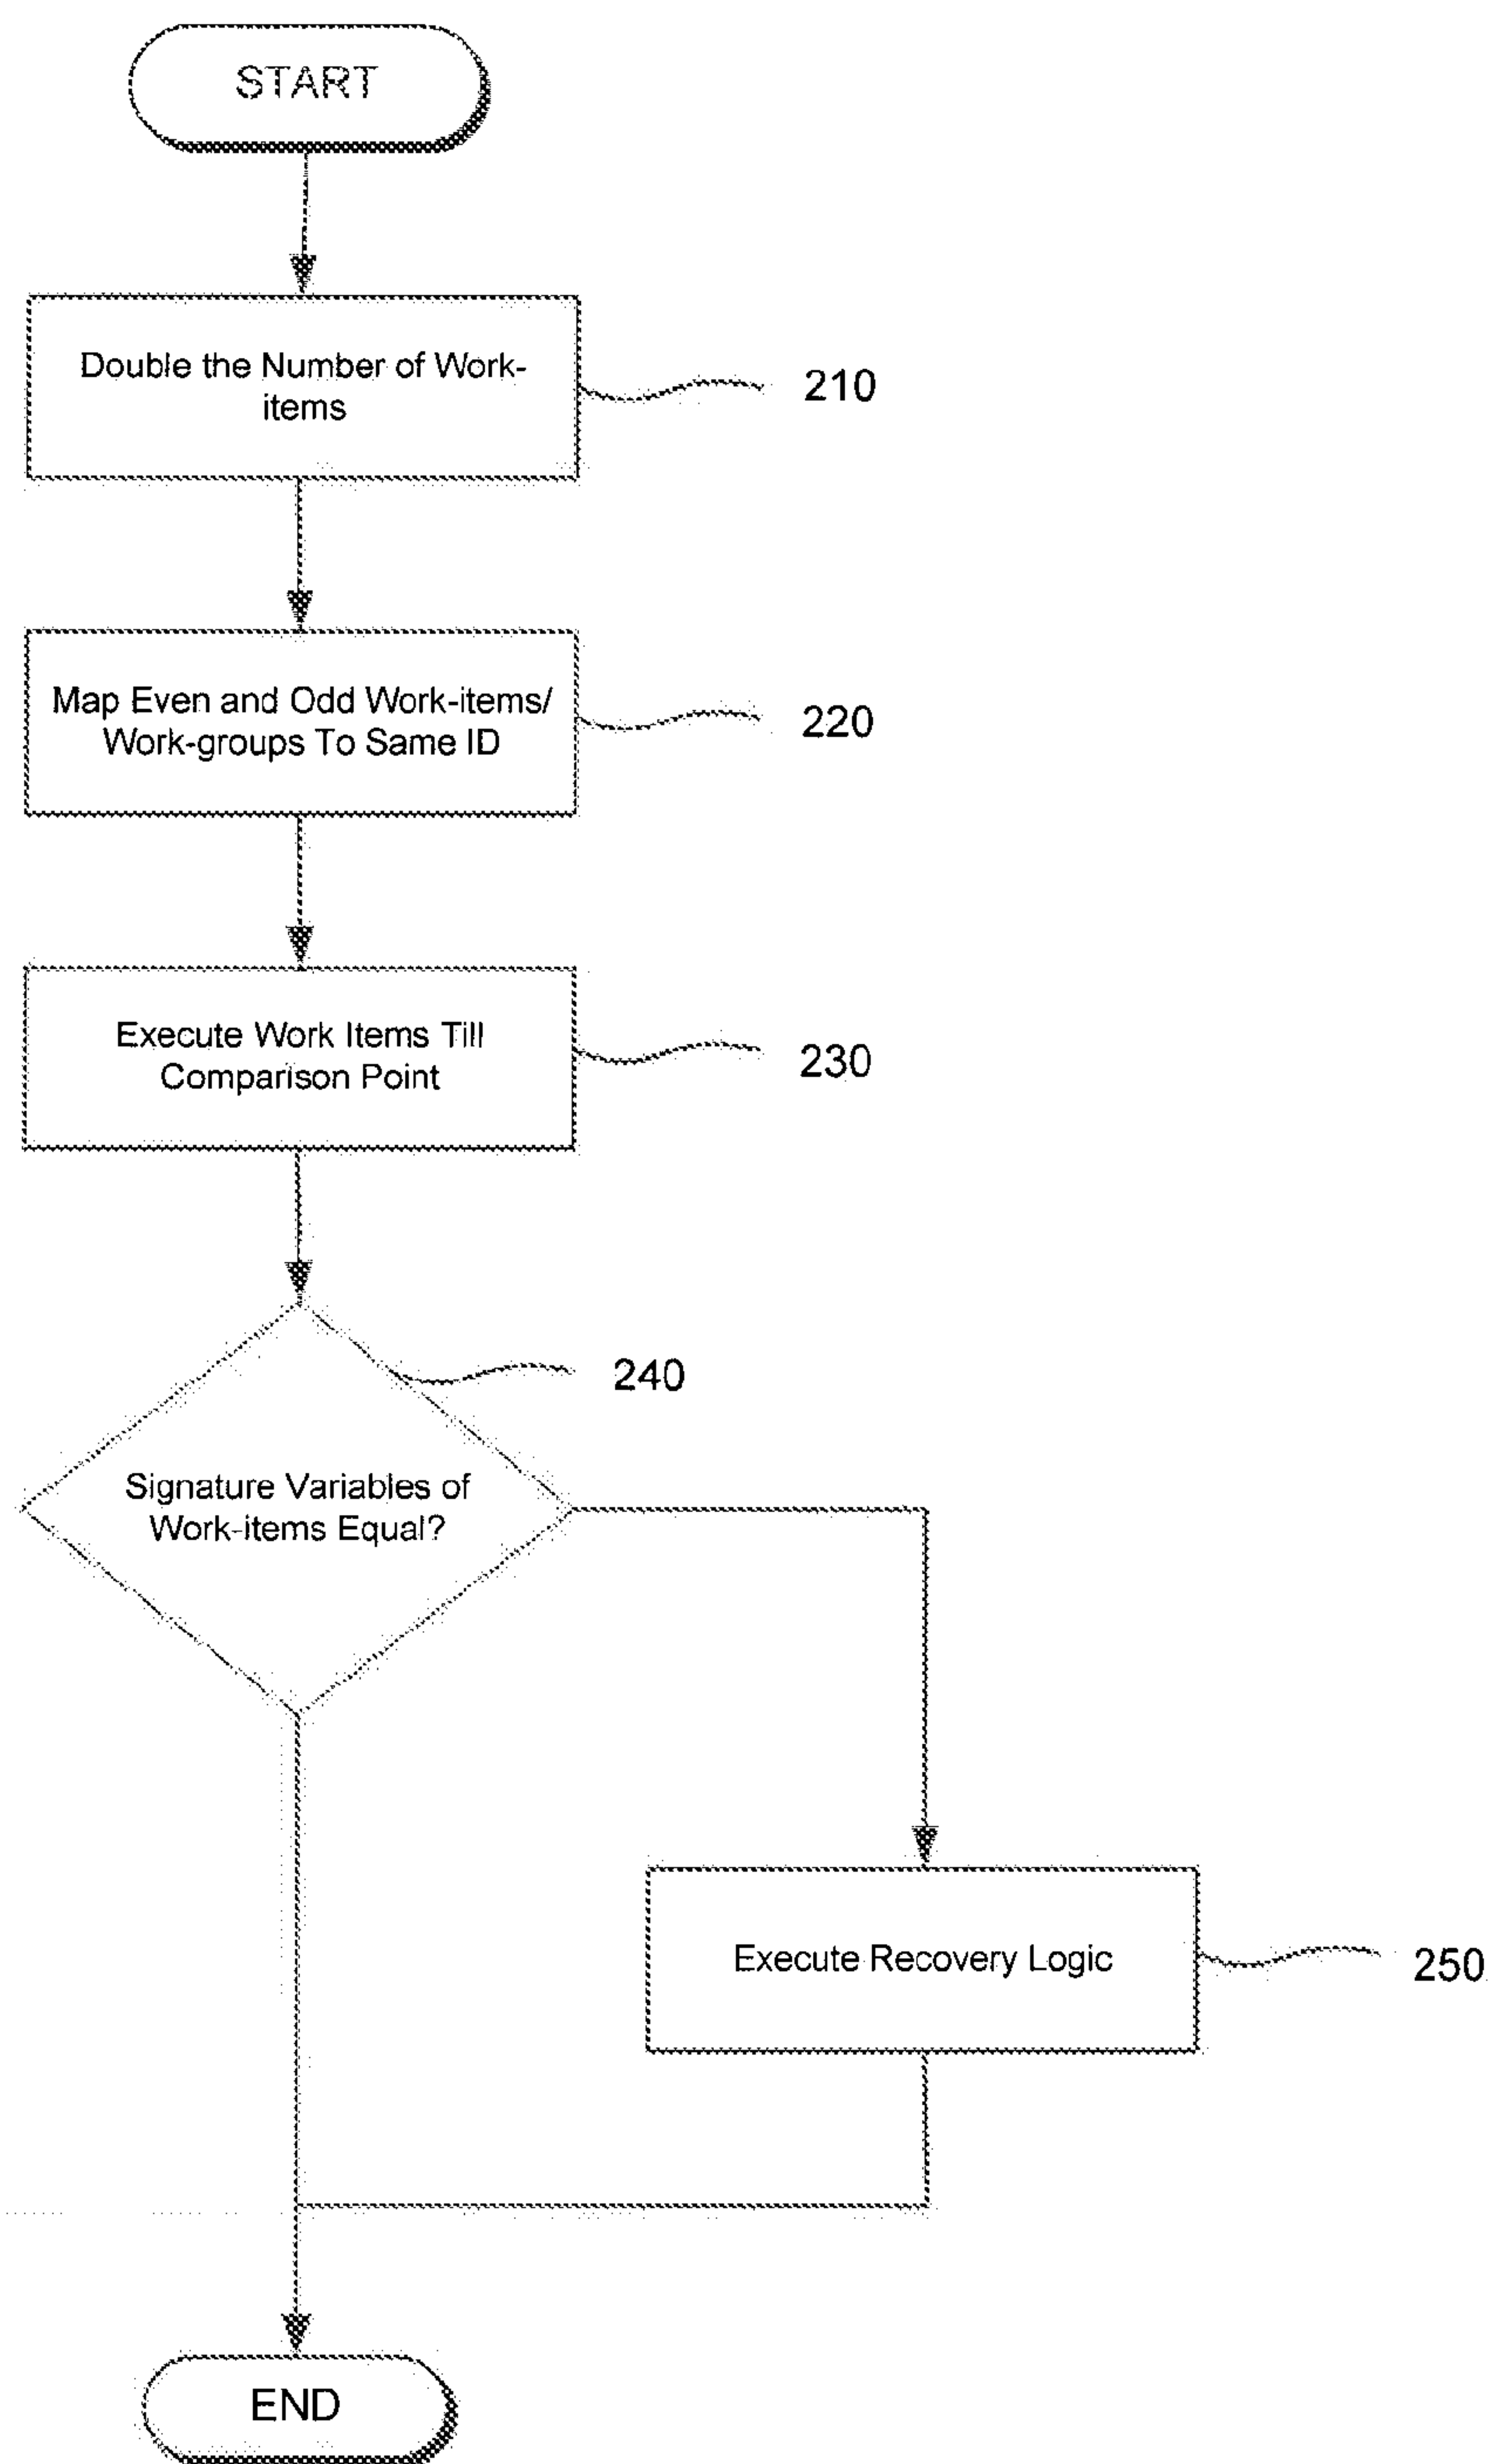 START
Double the Number of Work-
items
210
Map Even and Odd Work-items/
Work-groups To Same ID
220
Execute Work Items Till
Comparison Point
230
240
Signature Variables of
Work-items Equal?
Execute Recovery Logic
250
END